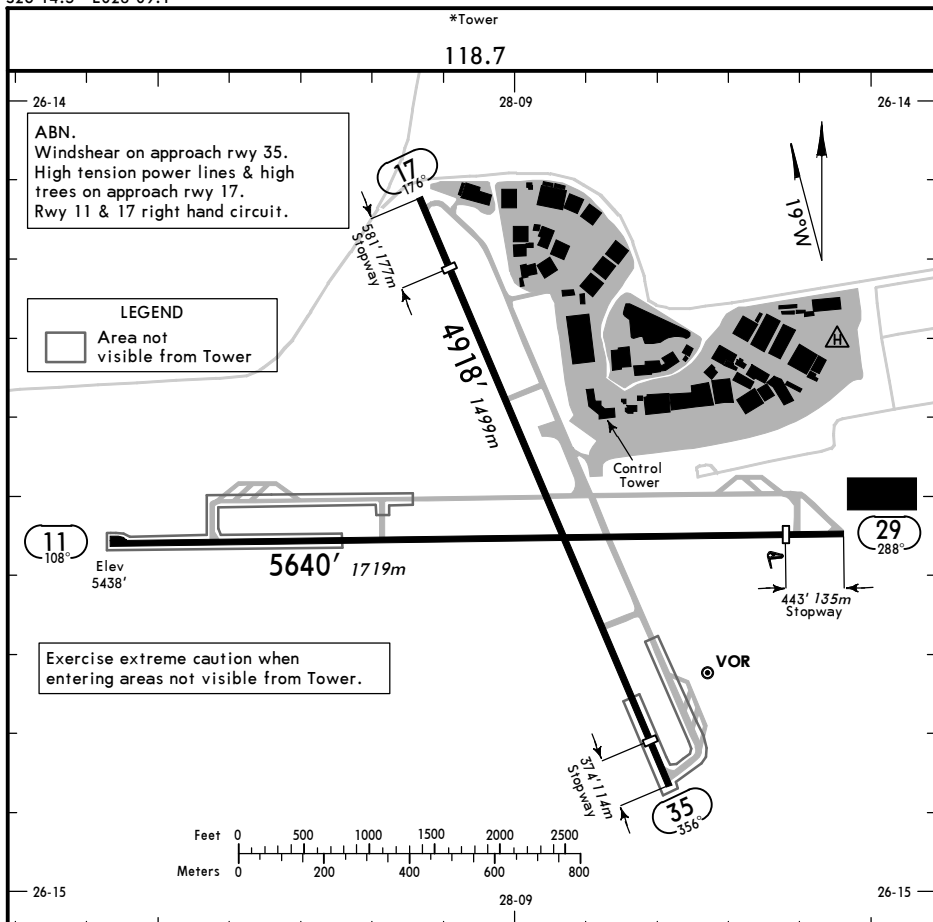 *Tower
118.7
28-09
26-14
26-14
ABN.
Windshear on approach rwy 35.
High tension power lines & high
trees on approach rwy 17.
Rwy 11 & 17 right hand circuit.
17
176°
19°W
581' 177m
Stopway
LEGEND
Area not
visible from Tower
4918' 1499m
H
Control
Tower
11
108°
Elev
5438'
5640' 1719m
29
288°
443' 135m
Stopway
Exercise extreme caution when
entering areas not visible from Tower.
VOR
374' 114m
Stopway
35
356°
Feet 0 500 1000 1500 2000 2500
Meters 0 200 400 600 800
26-15
28-09
26-15